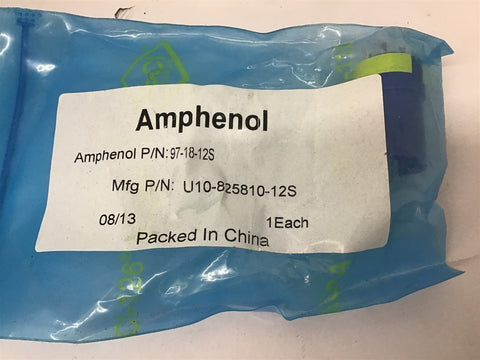 Amphenol
Amphenol P/N: 97-18-12S
Mfg P/N: U10-825810-12S
08/13 1Each
Packed In China